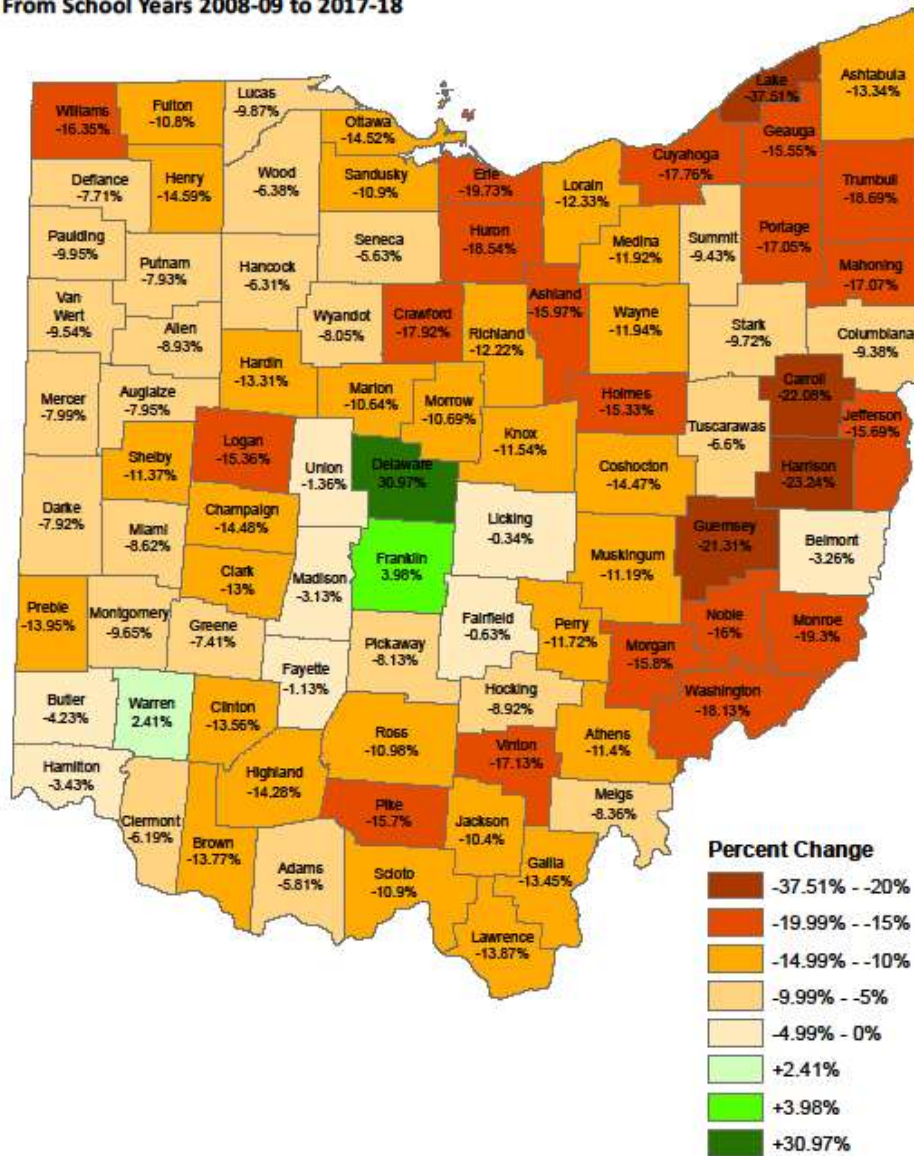 From School Years 2008-09 to 2017-18
Lake
-37.51%
Ashtabula
-13.34%
Williams
-16.35%
Fulton
-10.8%
Lucas
-9.87%
Ottawa
-14.52%
Geauga
-15.55%
Cuyahoga
-17.76%
Defiance
-7.71%
Henry
-14.59%
Wood
-6.38%
Sandusky
-10.9%
Erie
-19.73%
Lorain
-12.33%
Trumbull
-18.69%
Paulding
-9.95%
Putnam
-7.93%
Hancock
-6.31%
Seneca
-5.63%
Huron
-18.54%
Medina
-11.92%
Summit
-9.43%
Portage
-17.05%
Mahoning
-17.07%
Van
Wert
-9.54%
Allen
-8.93%
Wyandot
-8.05%
Crawford
-17.92%
Richland
-12.22%
Ashland
-15.97%
Wayne
-11.94%
Stark
-9.72%
Columbiana
-9.38%
Hardin
-13.31%
Mercer
-7.99%
Auglaize
-7.95%
Marion
-10.64%
Morrow
-10.69%
Holmes
-15.33%
Carroll
-22.08%
Tuscarawas
-6.6%
Jefferson
-15.69%
Logan
-15.36%
Shelby
-11.37%
Union
-1.36%
Delaware
30.97%
Knox
-11.54%
Coshocton
-14.47%
Harrison
-23.24%
Darke
-7.92%
Miami
-8.62%
Champaign
-14.48%
Licking
-0.34%
Guernsey
-21.31%
Belmont
-3.26%
Clark
-13%
Madison
-3.13%
Franklin
3.98%
Muskingum
-11.19%
Preble
-13.95%
Montgomery
-9.65%
Greene
-7.41%
Pickaway
-8.13%
Fairfield
-0.63%
Perry
-11.72%
Noble
-16%
Monroe
-19.3%
Morgan
-15.8%
Fayette
-1.13%
Butler
-4.23%
Warren
2.41%
Clinton
-13.56%
Hocking
-8.92%
Washington
-18.13%
Ross
-10.98%
Vinton
-17.13%
Athens
-11.4%
Hamilton
-3.43%
Highland
-14.28%
Clermont
-6.19%
Brown
-13.77%
Pike
-15.7%
Jackson
-10.4%
Meigs
-8.36%
Adams
-5.81%
Scioto
-10.9%
Gallia
-13.45%
Lawrence
-13.87%
Percent Change
-37.51% - -20%
-19.99% - -15%
-14.99% - -10%
-9.99% - -5%
-4.99% - 0%
+2.41%
+3.98%
+30.97%